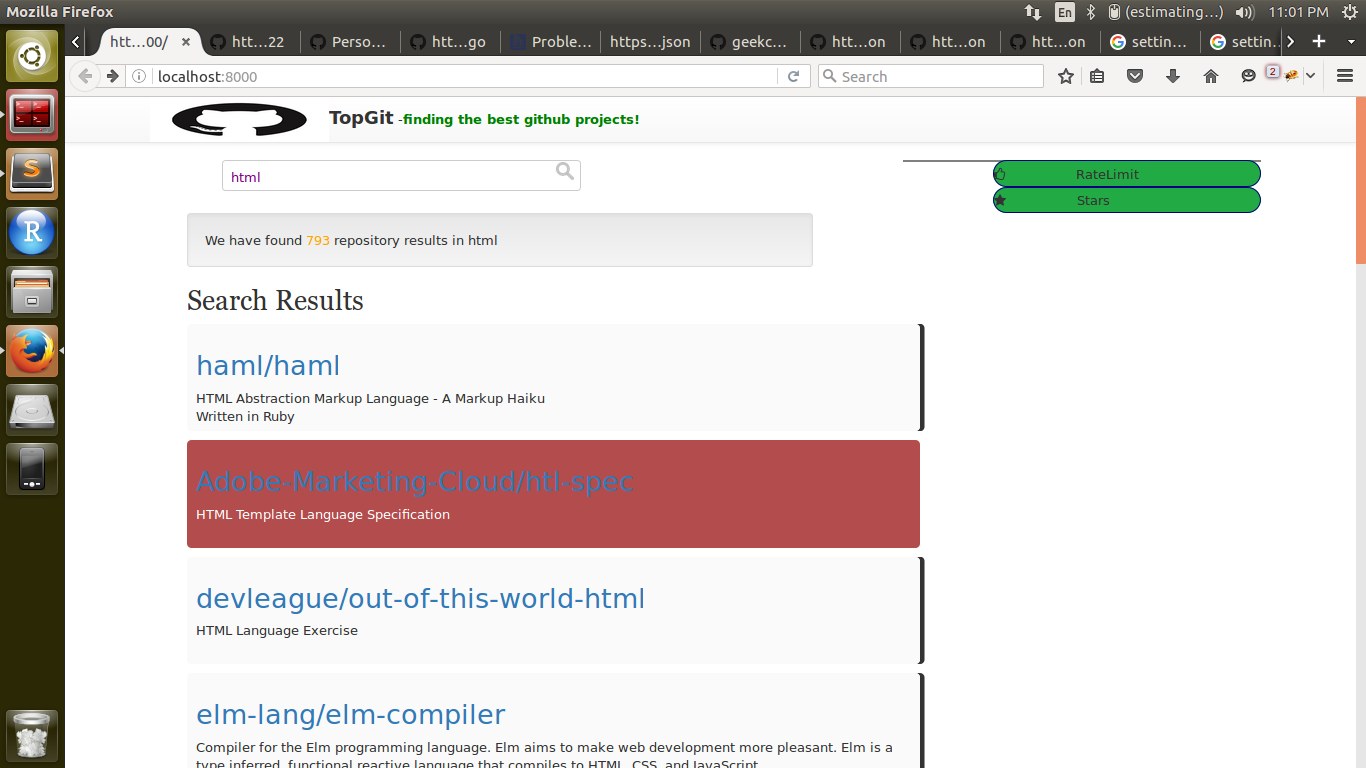 Mozilla Firefox
En
(estimating...)
11:01 PM
htt...00/
htt...22
Perso...
htt...go
Proble...
https...json
geekc...
htt...on
htt...on
htt...on
settin...
settin...
localhost:8000
Search
2
TopGit -finding the best github projects!
html
RateLimit
Stars
We have found 793 repository results in html
Search Results
haml/haml
HTML Abstraction Markup Language - A Markup Haiku
Written in Ruby
Adobe-Marketing-Cloud/htl-spec
HTML Template Language Specification
devleague/out-of-this-world-html
HTML Language Exercise
elm-lang/elm-compiler
Compiler for the Elm programming language. Elm aims to make web development more pleasant. Elm is a
type inferred, functional reactive language that compiles to HTML, CSS, and JavaScript
S
R